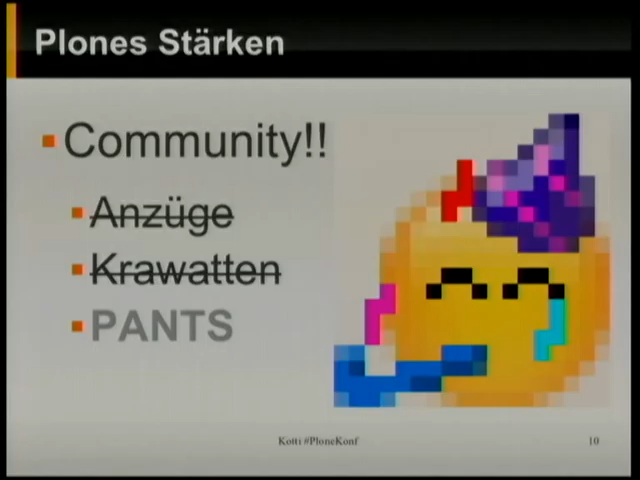 Plones Stärken
Community!!
Anzüge
Krawatten
PANTS
Kotti #PloneKonf
10